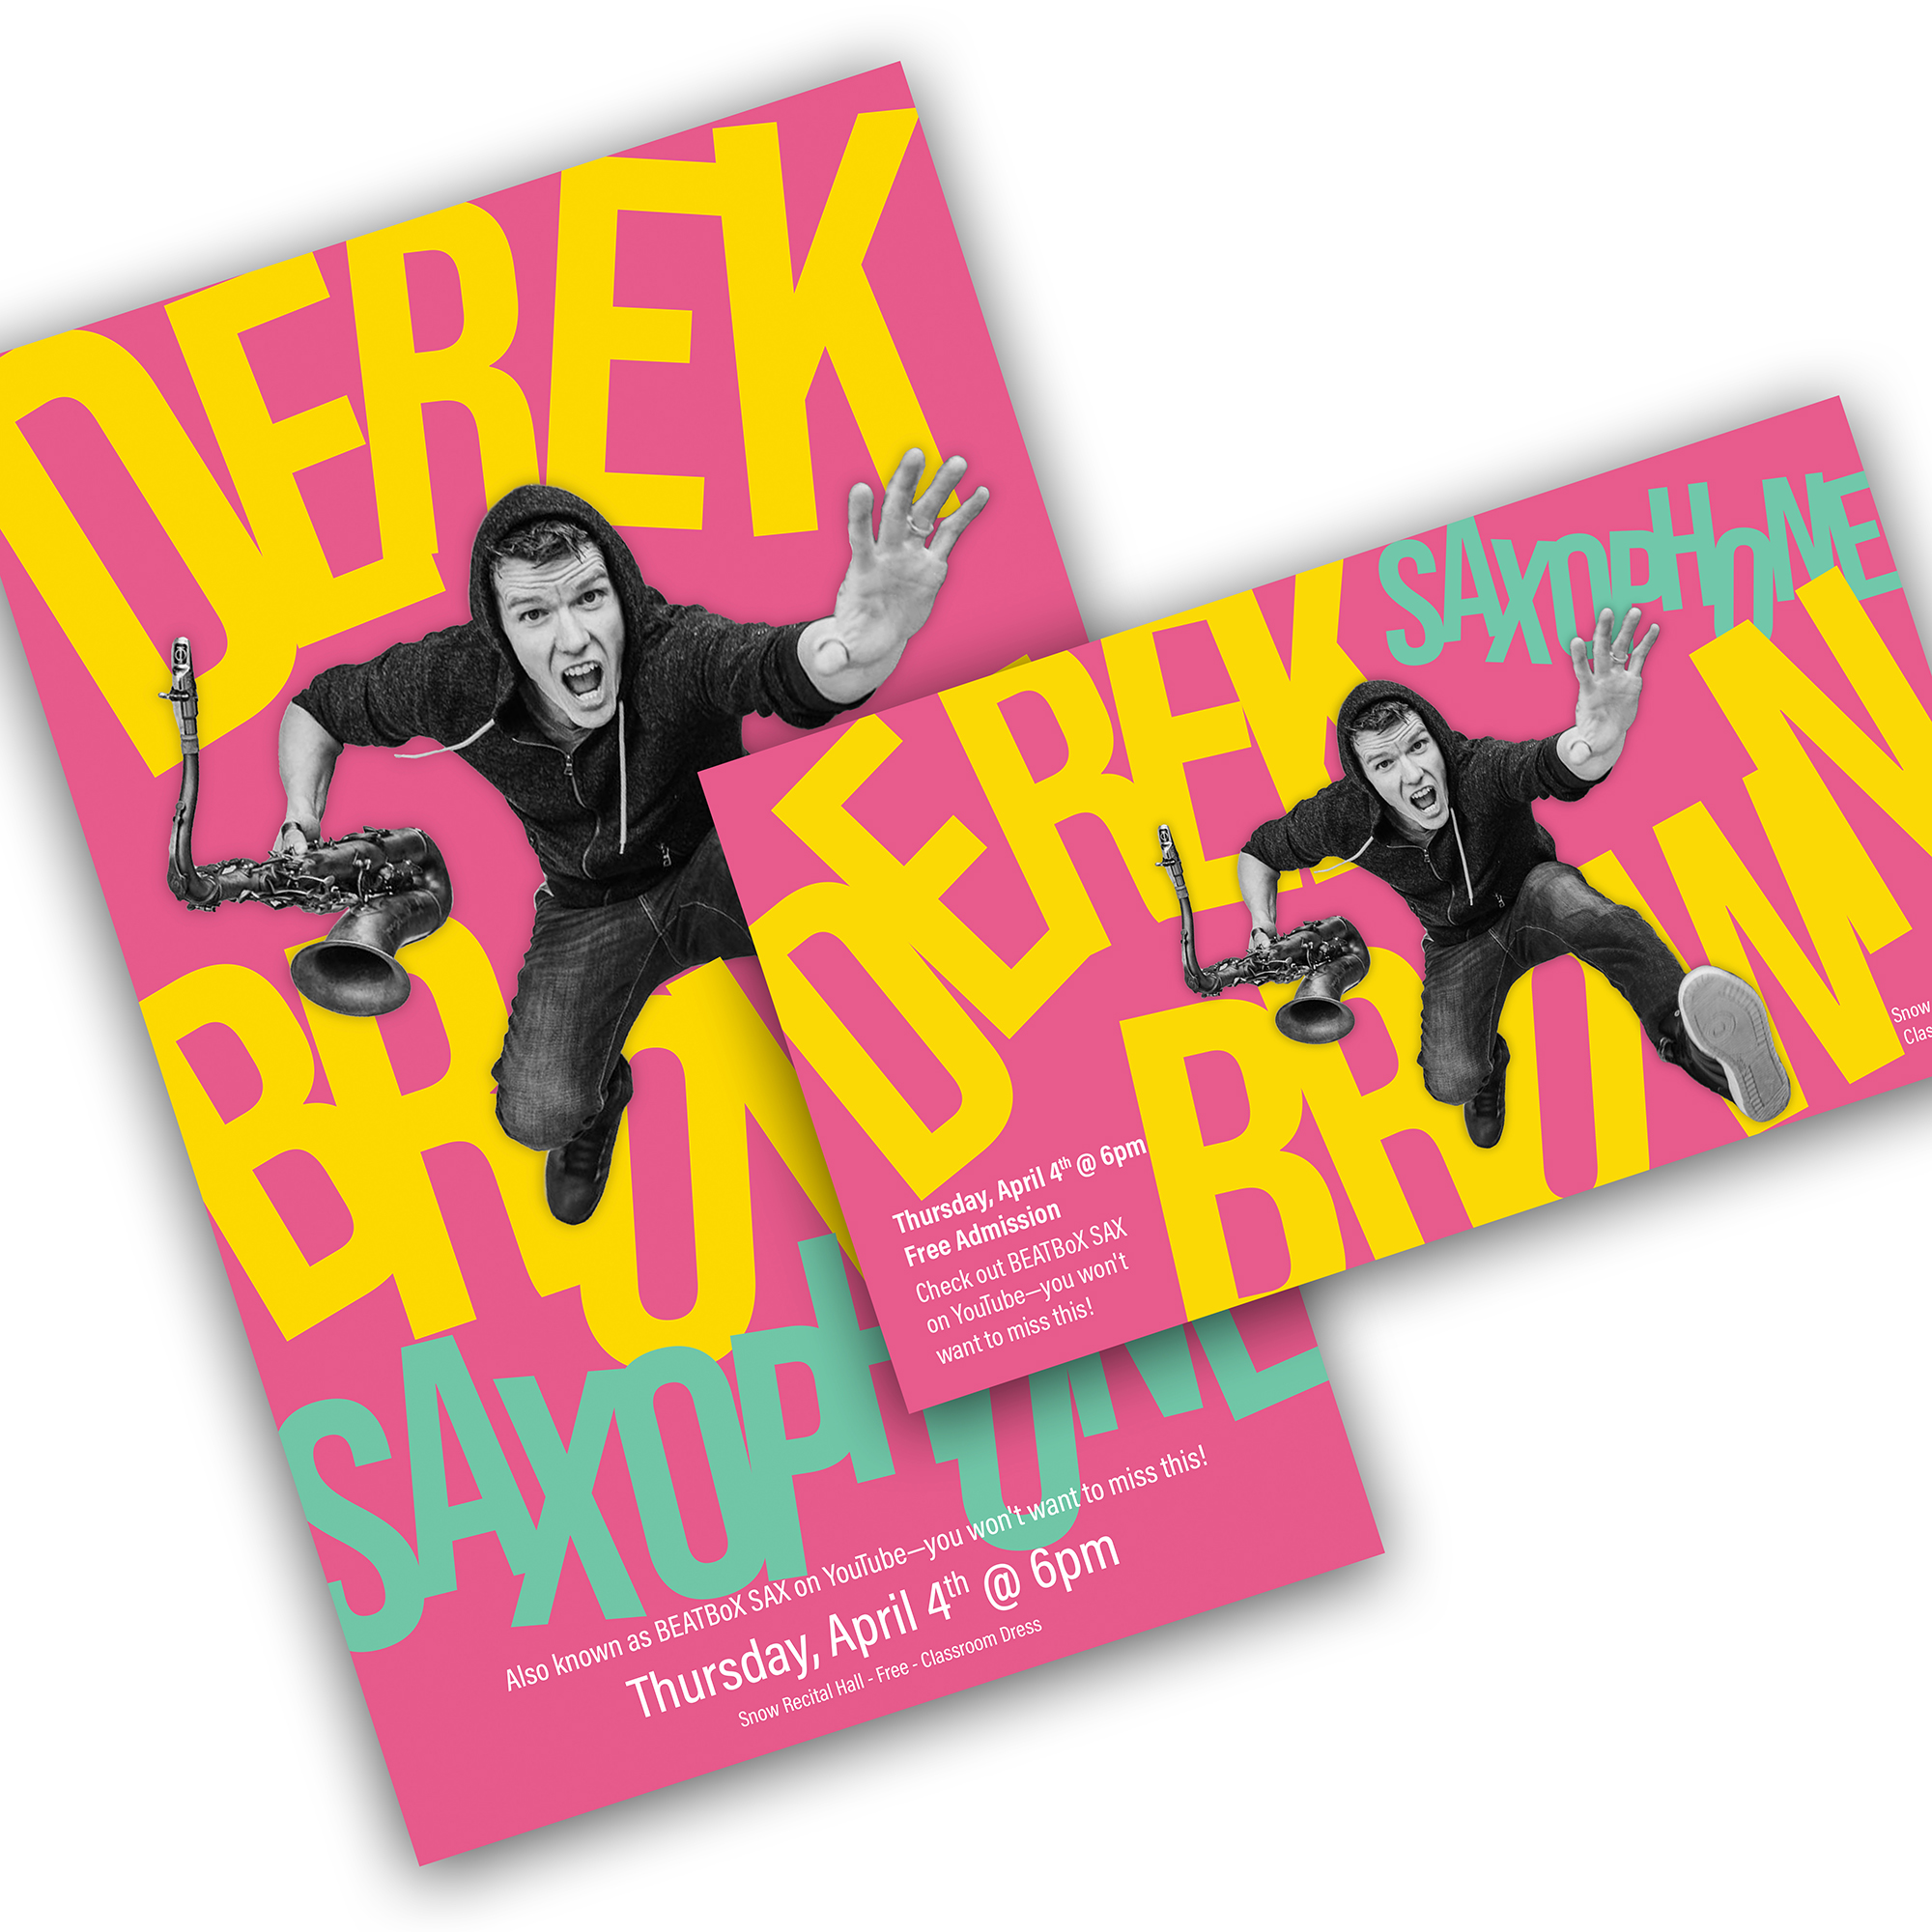 DEREK
BROWN
SAXOPHONE
Also known as BEATBoX SAX on YouTube—you won't want to miss this!
Thursday, April 4th @ 6pm
Snow Recital Hall - Free - Classroom Dress
DEREK
SAXOPHONE
BROWN
Thursday, April 4th @ 6pm
Free Admission
Check out BEATBoX SAX
on YouTube—you won't
want to miss this!
Snow